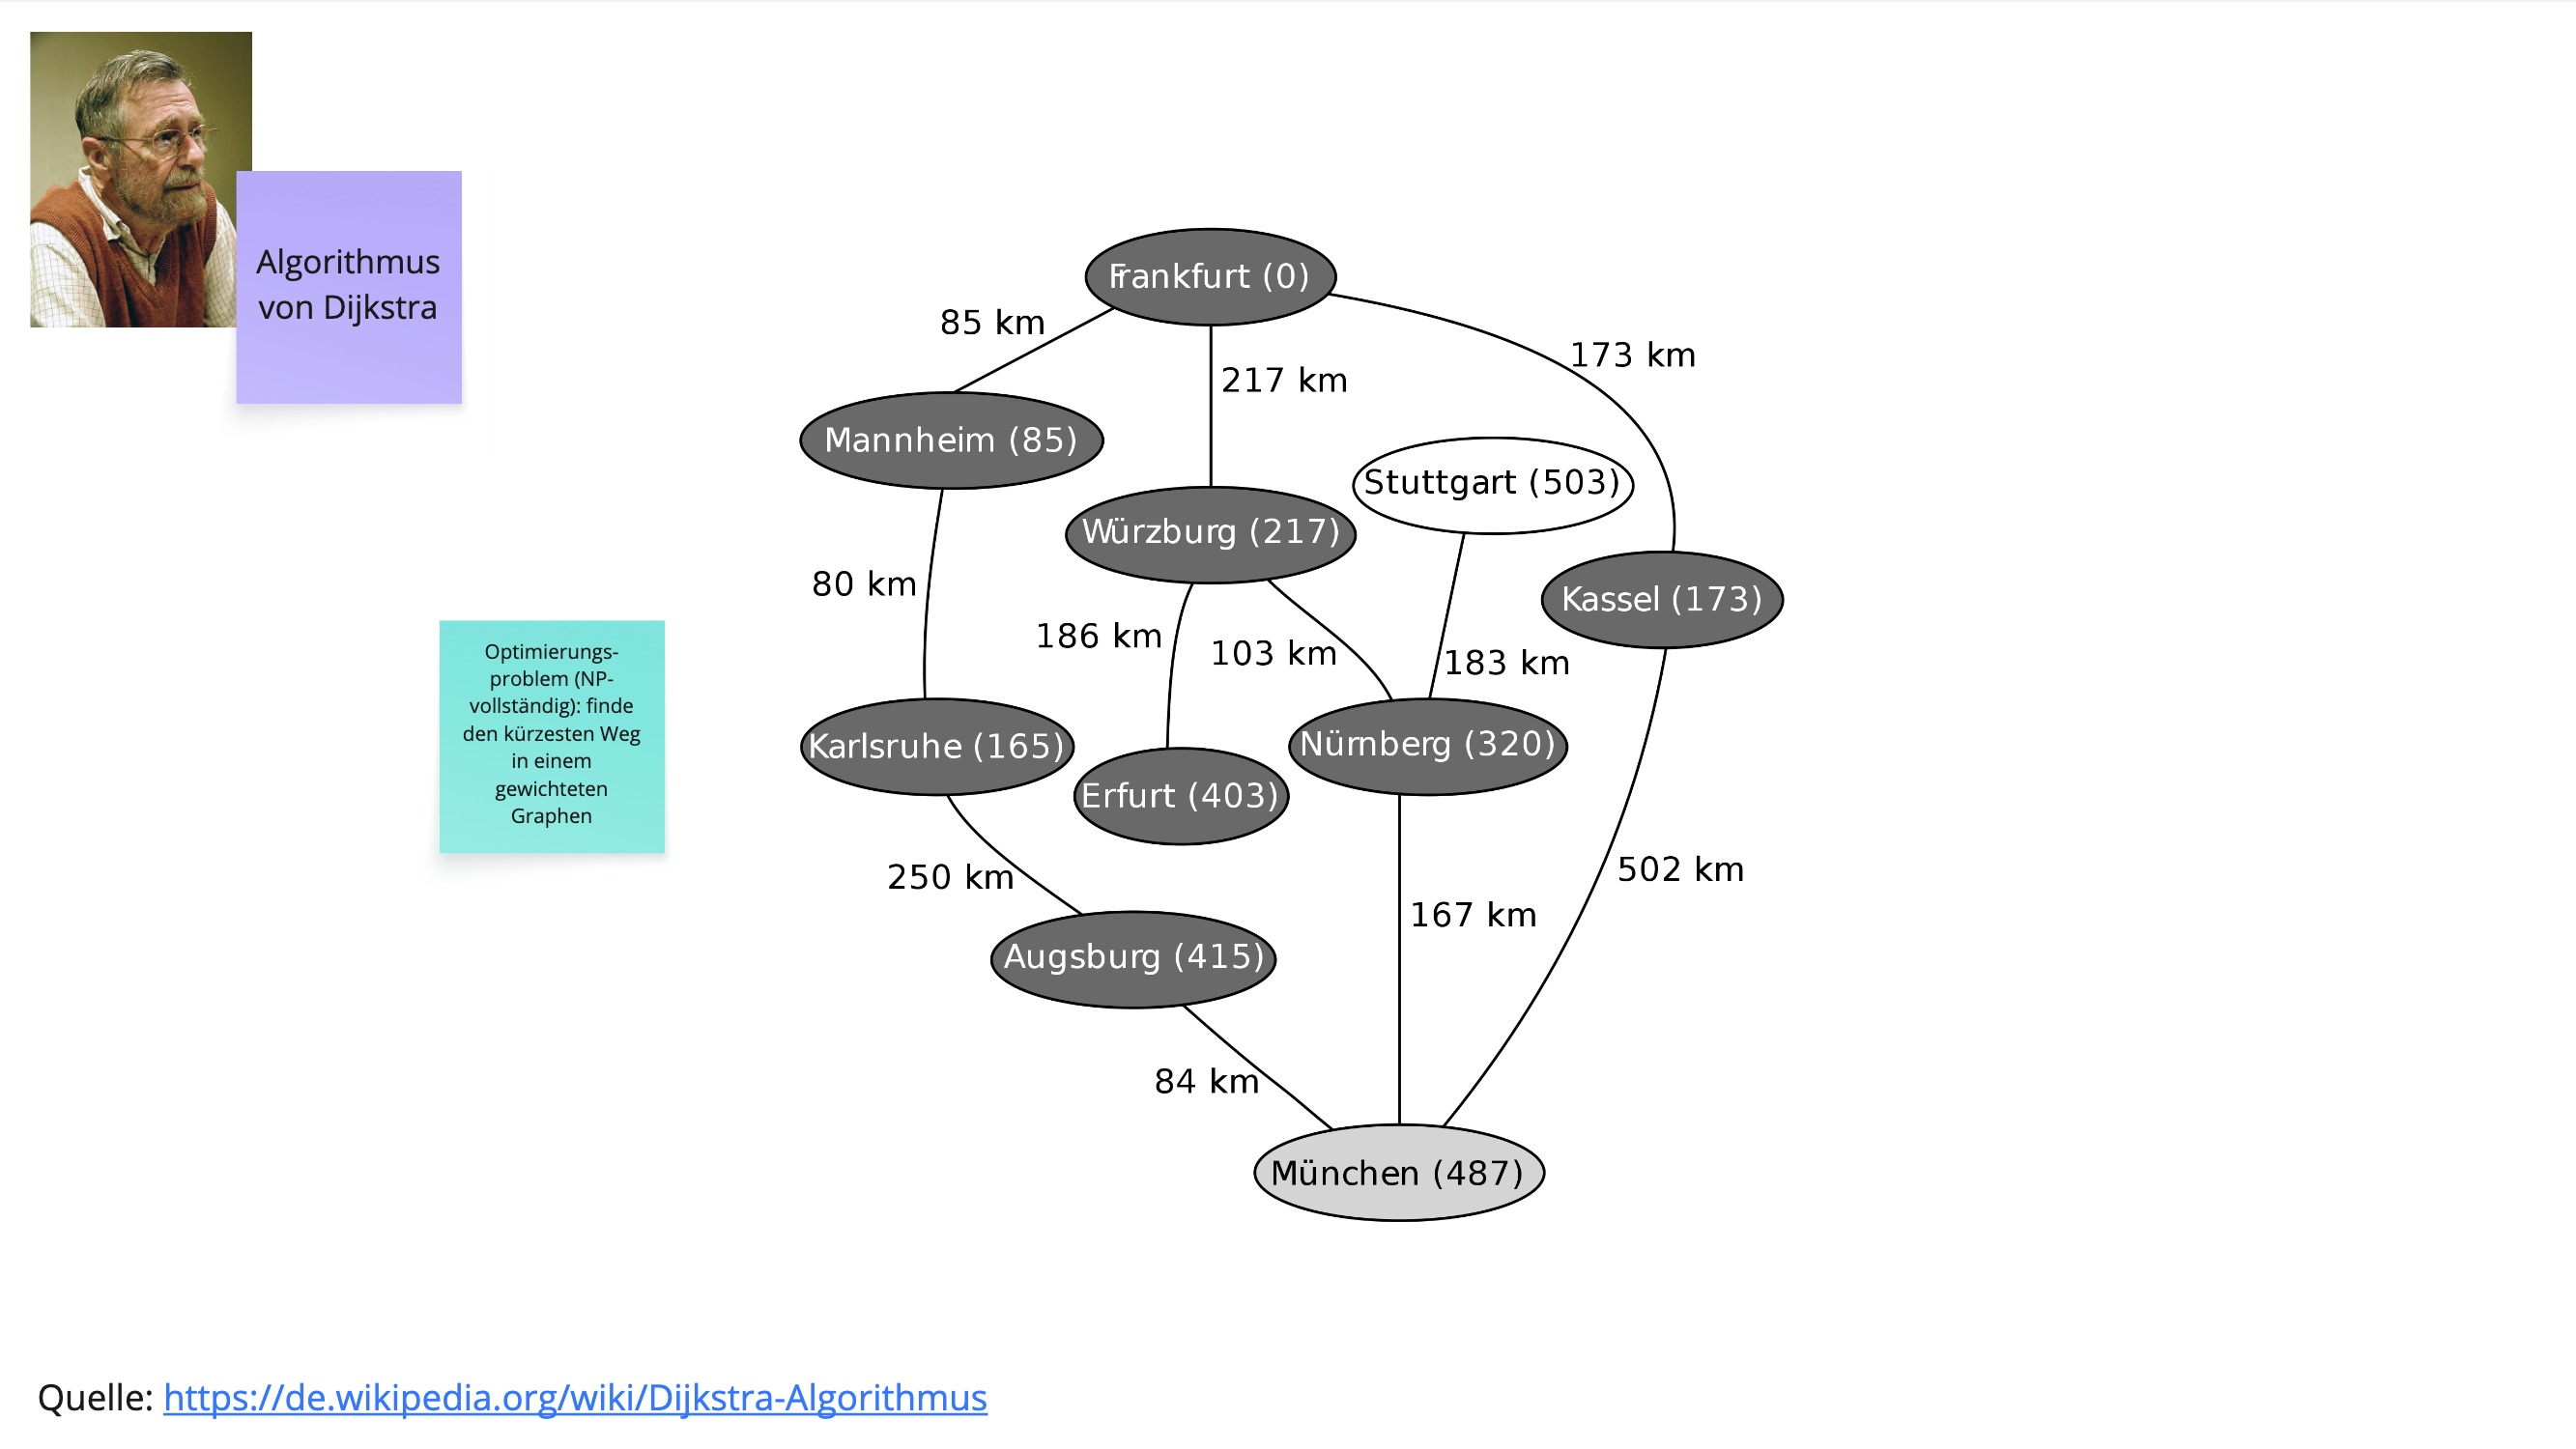 Algorithmus
von Dijkstra
Frankfurt (0)
85 km
173 km
217 km
Mannheim (85)
Stuttgart (503)
Würzburg (217)
80 km
Kassel (173)
186 km
103 km
183 km
Optimierungs-
problem (NP-
vollständig): finde
den kürzesten Weg
in einem
gewichteten
Graphen
Karlsruhe (165)
Nürnberg (320)
Erfurt (403)
250 km
502 km
167 km
Augsburg (415)
84 km
München (487)
Quelle: https://de.wikipedia.org/wiki/Dijkstra-Algorithmus